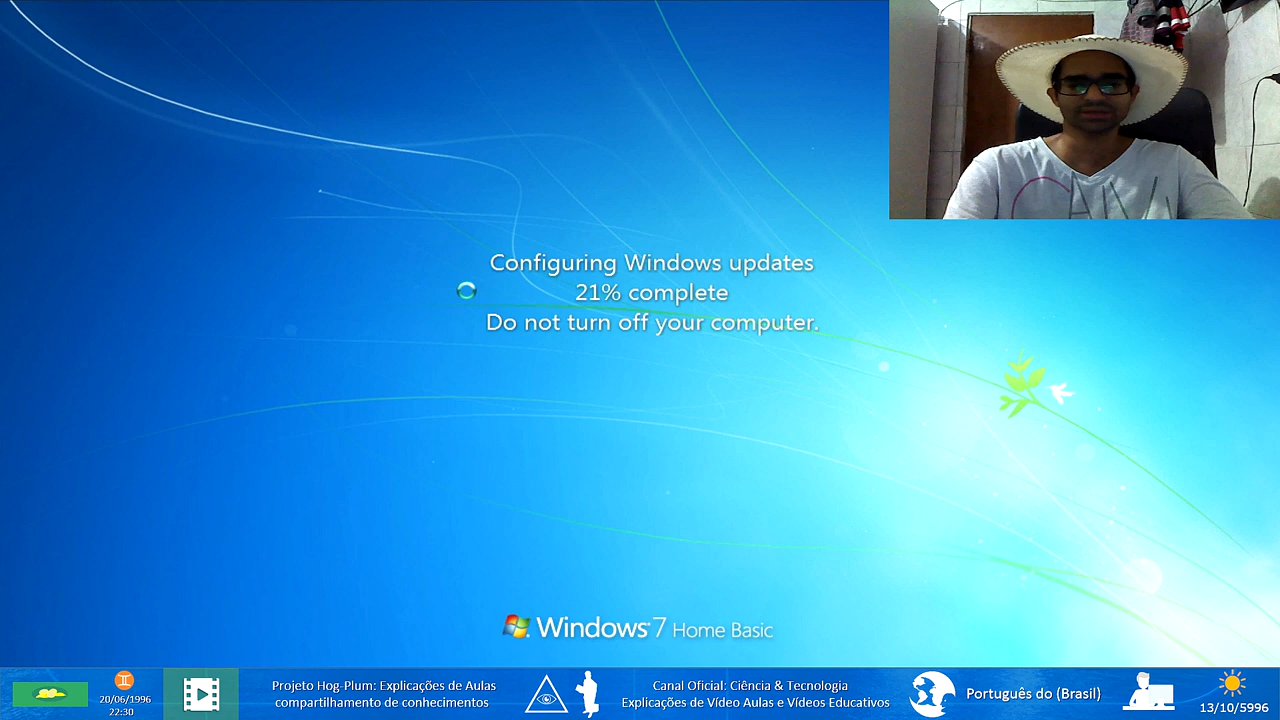 CAM
Configuring Windows updates
21% complete
Do not turn off your computer.
Windows 7 Home Basic
20/06/1996
22:30
Projeto Hog-Plum: Explicações de Aulas
compartilhamento de conhecimentos
Canal Oficial: Ciência & Tecnologia
Explicações de Vídeo Aulas e Vídeos Educativos
Português do (Brasil)
13/10/5996